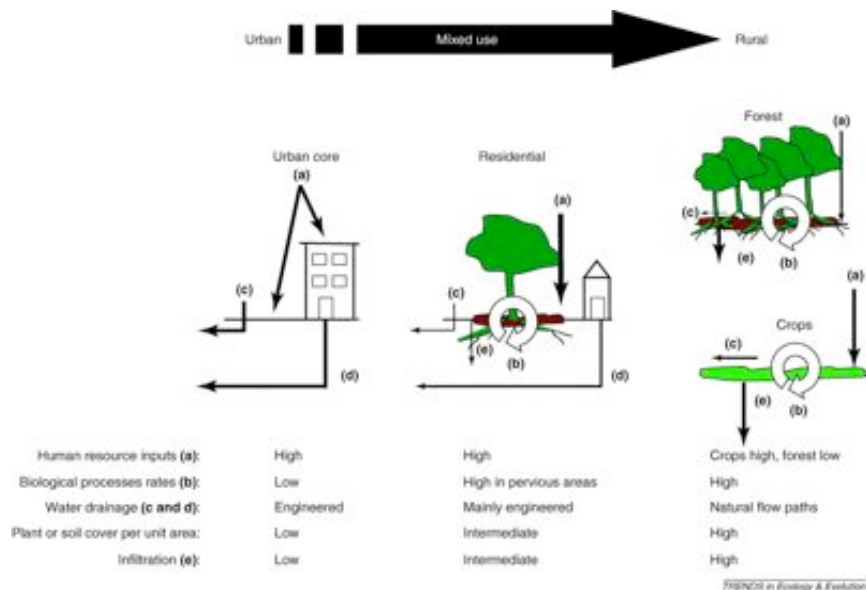 Urban Mixed use Rural
Forest
(a)
Urban core Residential
(a) (a)
(c) (e) (b)
(a)
(c) (c) Crops
(e) (b) (c)
(d) (d) (e) (b)
Human resource inputs (a): High High Crops high, forest low
Biological processes rates (b): Low High in pervious areas High
Water drainage (c and d): Engineered Mainly engineered Natural flow paths
Plant or soil cover per unit area: Low Intermediate High
Infiltration (e): Low Intermediate High
TRENDS in Ecology & Evolution